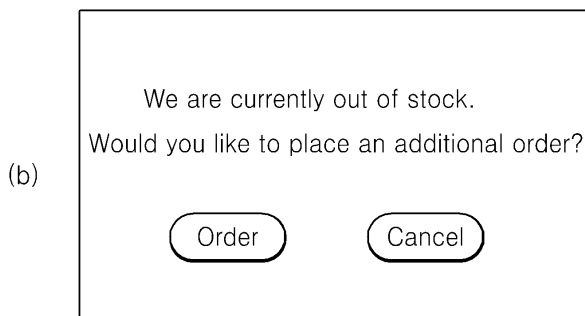 We are currently out of stock.
Would you like to place an additional order?
(b)
Order
Cancel